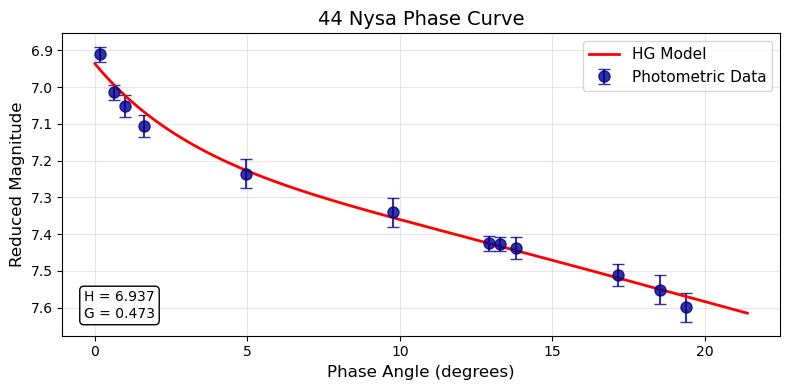 44 Nysa Phase Curve
Reduced Magnitude
6.9
7.0
7.1
7.2
7.3
7.4
7.5
7.6
HG Model
Photometric Data
H = 6.937
G = 0.473
0
5
10
15
20
Phase Angle (degrees)